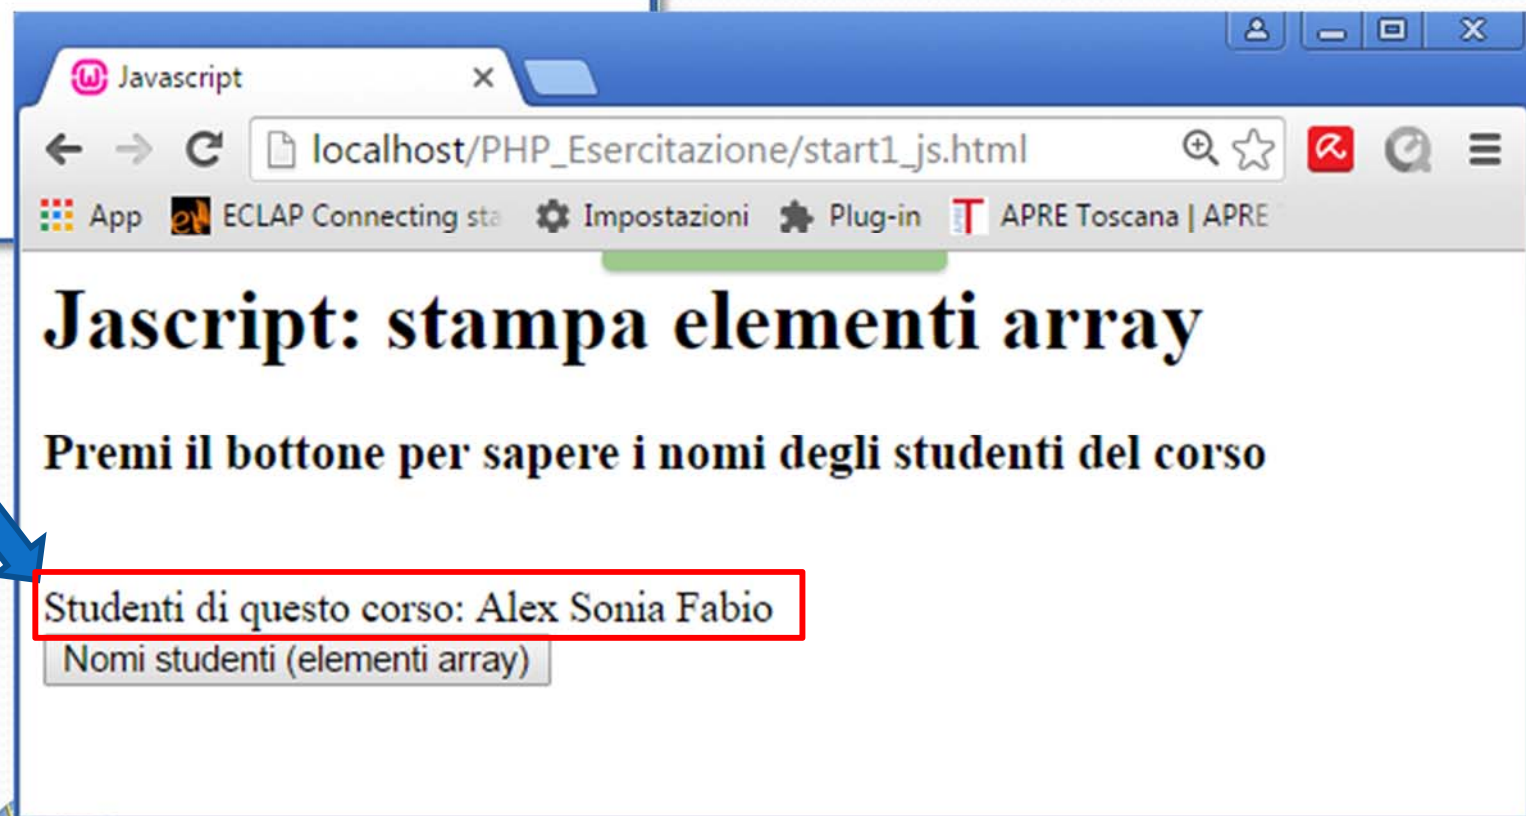 Javascript
localhost/PHP_Esercitazione/start1_js.html
App ECLAP Connecting sta Impostazioni Plug-in APRE Toscana | APRE
Jascript: stampa elementi array
Premi il bottone per sapere i nomi degli studenti del corso
Studenti di questo corso: Alex Sonia Fabio
Nomi studenti (elementi array)